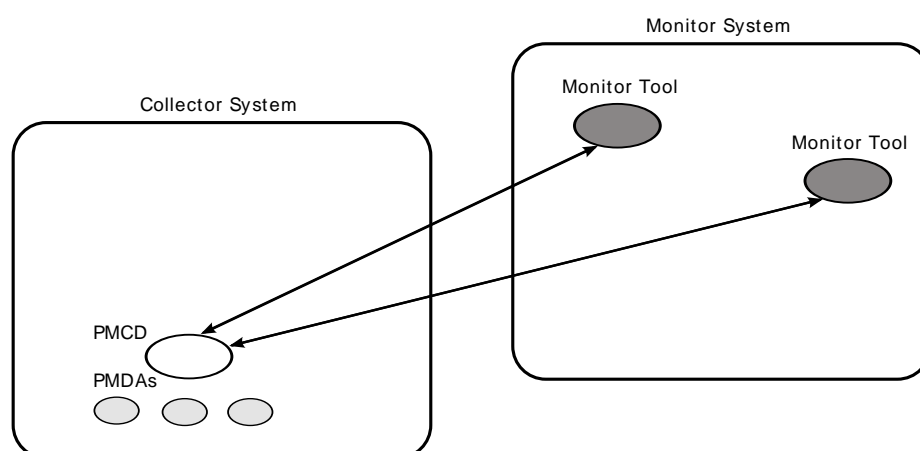 Monitor System
Monitor Tool
Collector System
Monitor Tool
PMCD
PMDAs